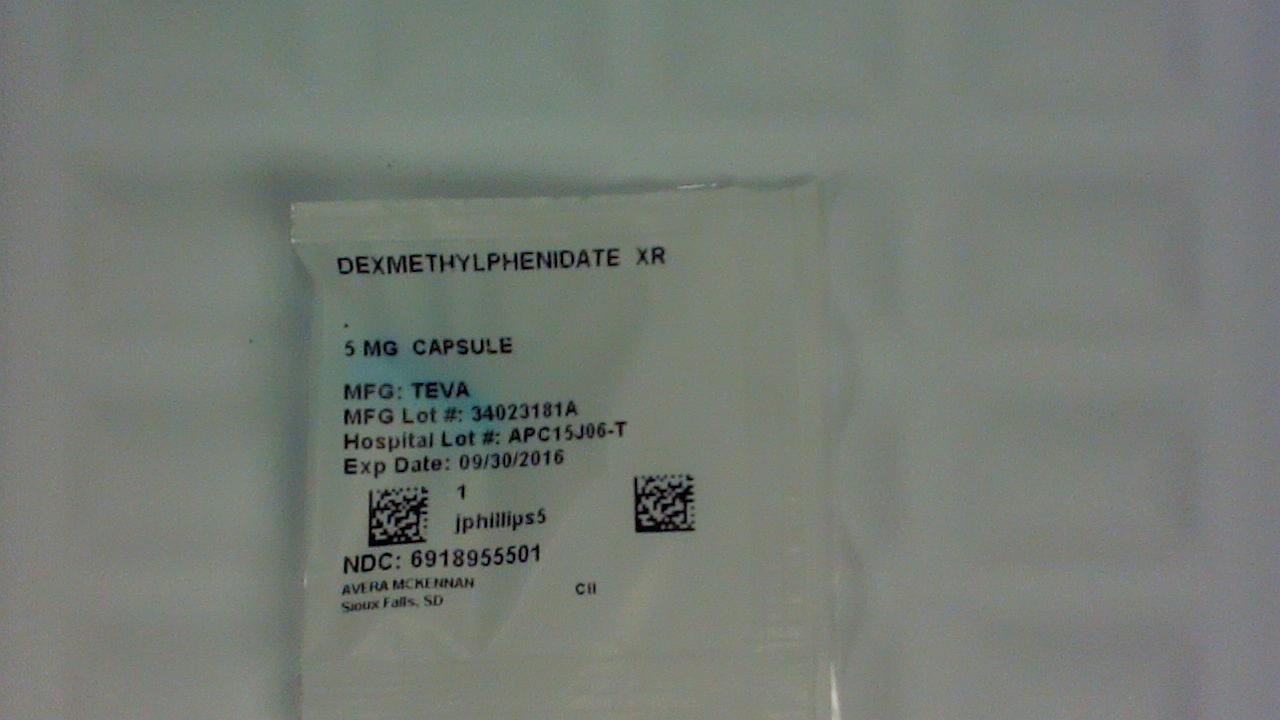 DEXMETHYLPHENIDATE XR
5 MG CAPSULE
MFG: TEVA
MFG Lot #: 34023181A
Hospital Lot #: APC15J06-T
Exp Date: 09/30/2016
1
jphillips5
NDC: 6918955501
AVERA MCKENNAN
Sioux Falls, SD
CII